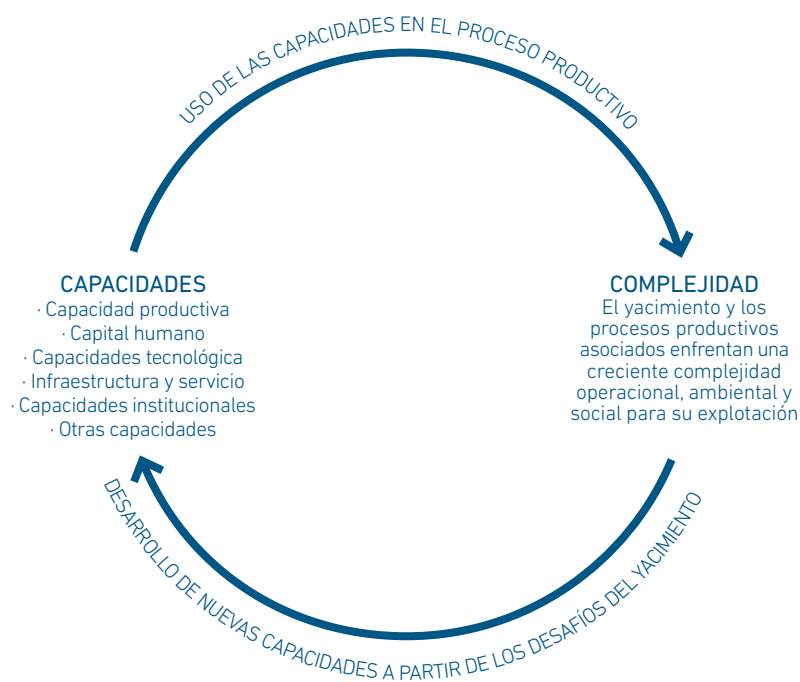 USO DE LAS CAPACIDADES EN EL PROCESO PRODUCTIVO
CAPACIDADES
· Capacidad productiva
· Capital humano
· Capacidades tecnológica
· Infraestructura y servicio
· Capacidades institucionales
· Otras capacidades
COMPLEJIDAD
El yacimiento y los
procesos productivos
asociados enfrentan una
creciente complejidad
operacional, ambiental y
social para su explotación
DESARROLLO DE NUEVAS CAPACIDADES A PARTIR DE LOS DESAFÍOS DEL YACIMIENTO